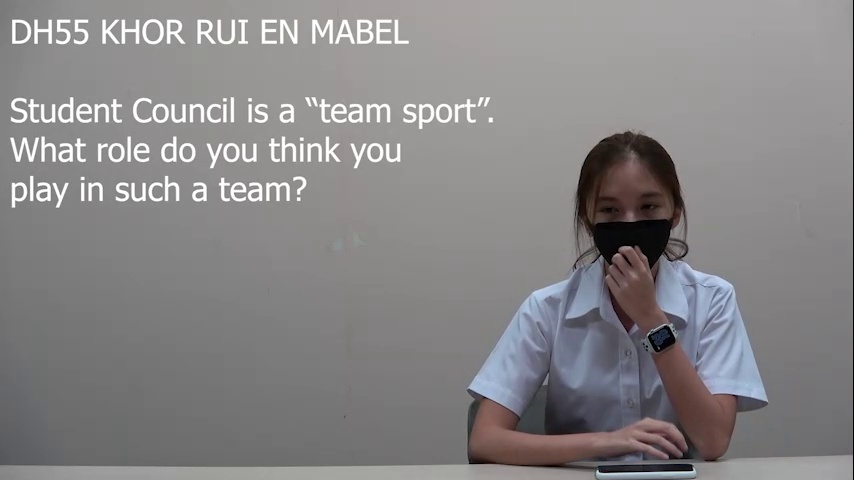 DH55 KHOR RUI EN MABEL
Student Council is a “team sport”.
What role do you think you
play in such a team?